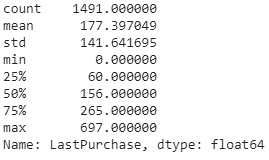 count    1491.000000
mean      177.397049
std       141.641695
min         0.000000
25%        60.000000
50%       156.000000
75%       265.000000
max       697.000000
Name: LastPurchase, dtype: float64